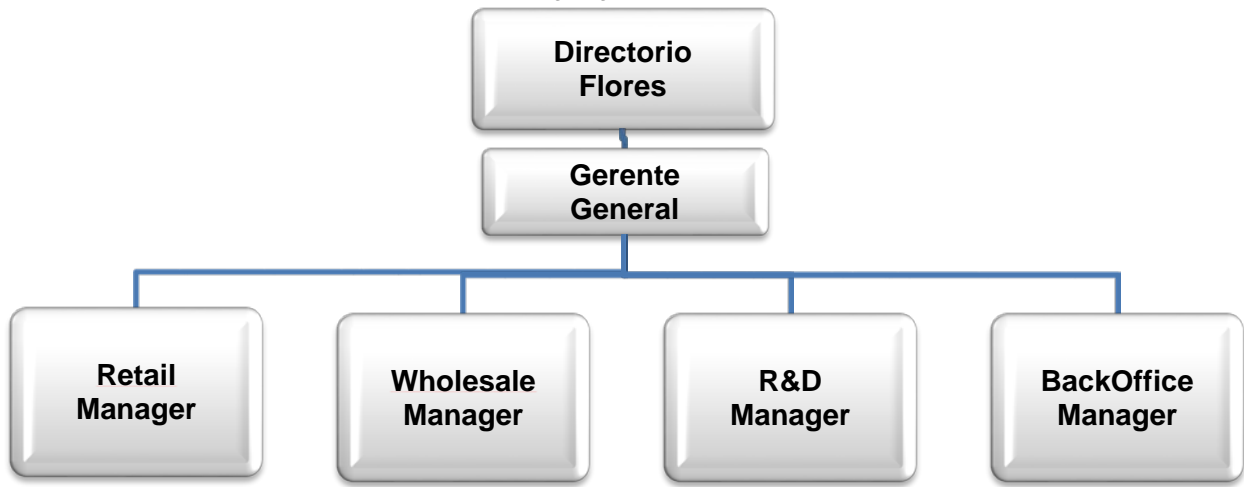 Directorio
Flores
Gerente
General
Retail
Manager
Wholesale
Manager
R&D
Manager
BackOffice
Manager